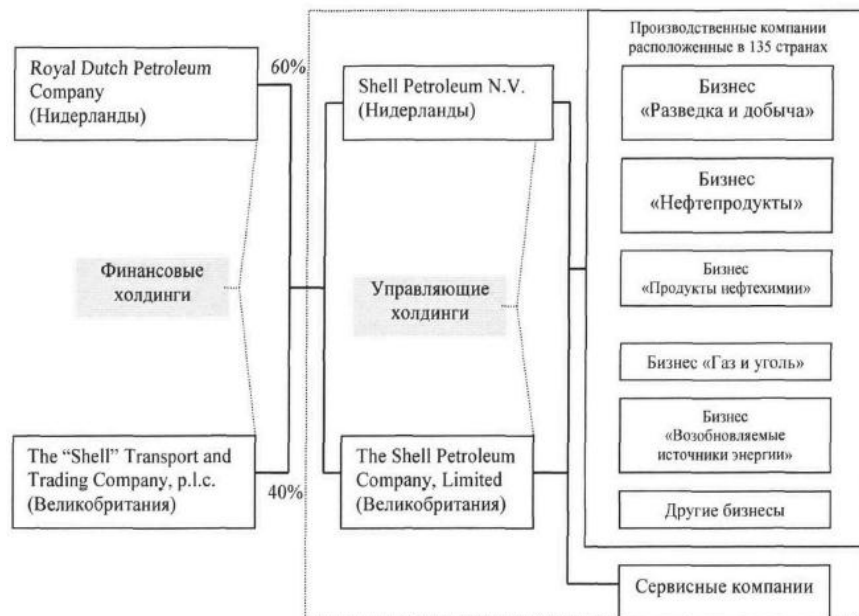 Royal Dutch Petroleum
Company
(Нидерланды)
60%
Финансовые
холдинги
The “Shell” Transport and
Trading Company, p.l.c.
(Великобритания)
40%
Shell Petroleum N.V.
(Нидерланды)
Управляющие
холдинги
The Shell Petroleum
Company, Limited
(Великобритания)
Производственные компании
расположенные в 135 странах
Бизнес
«Разведка и добыча»
Бизнес
«Нефтепродукты»
Бизнес
«Продукты нефтехимии»
Бизнес «Газ и уголь»
Бизнес
«Возобновляемые
источники энергии»
Другие бизнесы
Сервисные компании